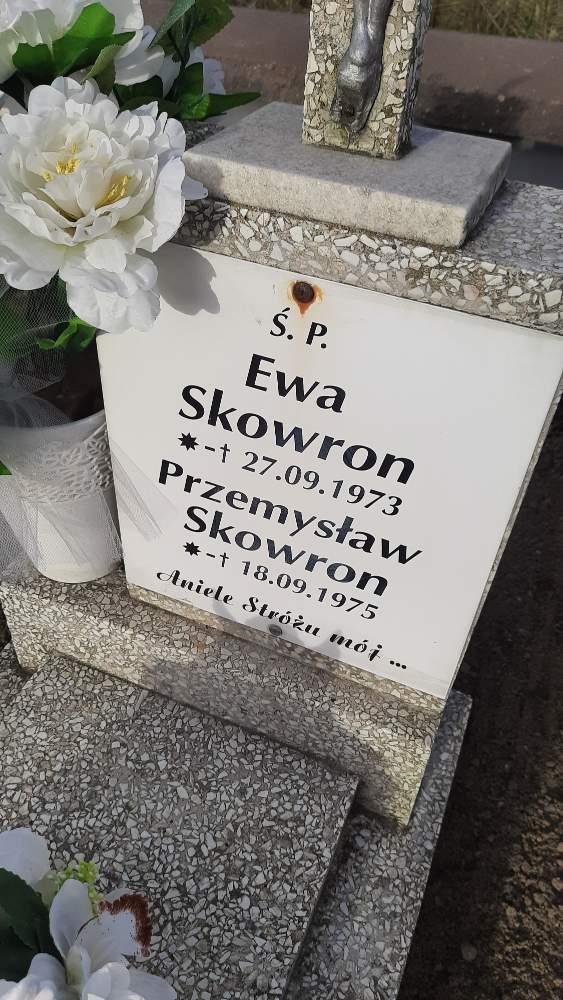 Ś. P.
Ewa
Skowron
✷-† 27.09.1973
Przemysław
Skowron
✷-† 18.09.1975
Aniele Stróżu mój ...